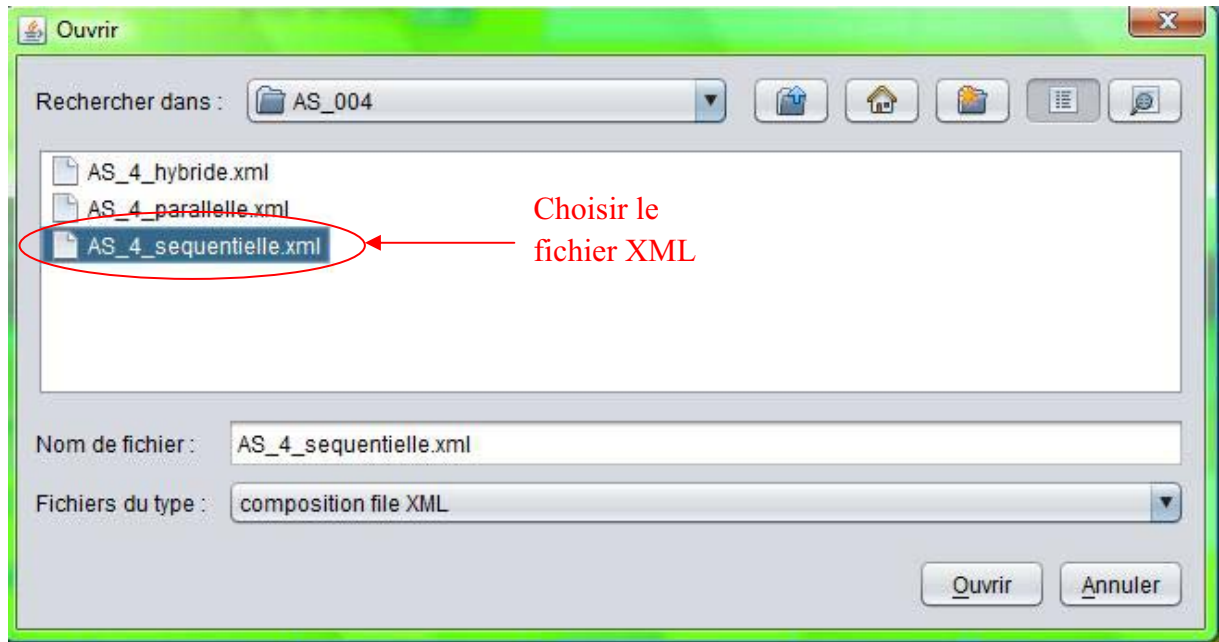 Ouvrir
Rechercher dans : AS_004
AS_4_hybride.xml
AS_4_parallelle.xml
AS_4_sequentielle.xml
Choisir le
fichier XML
Nom de fichier : AS_4_sequentielle.xml
Fichiers du type : composition file XML
Ouvrir Annuler